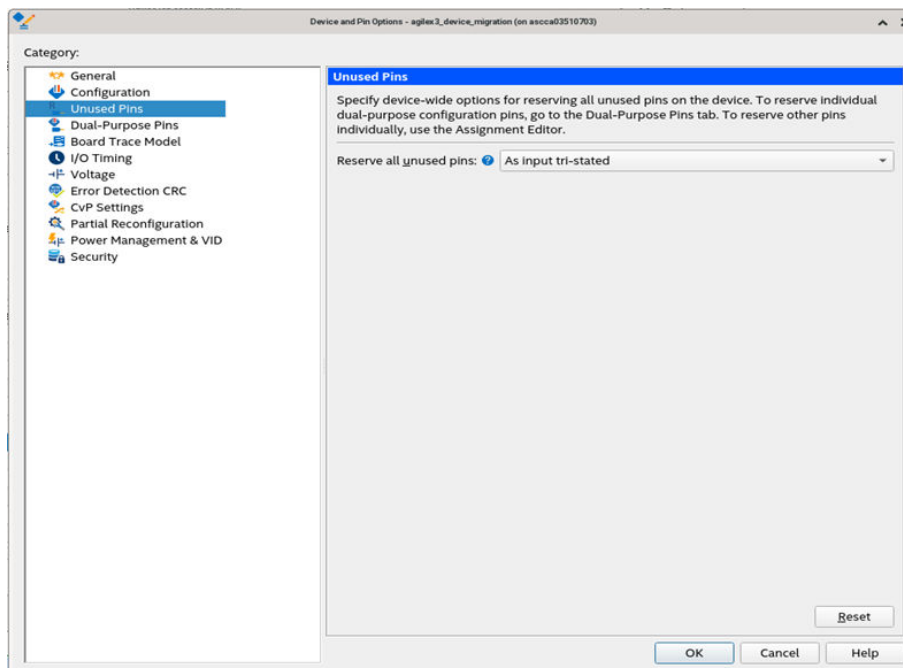 Device and Pin Options - agilex3_device_migration (on ascca03510703)
Category:
General
Configuration
Unused Pins
Dual-Purpose Pins
Board Trace Model
I/O Timing
Voltage
Error Detection CRC
CvP Settings
Partial Reconfiguration
Power Management & VID
Security
Unused Pins
Specify device-wide options for reserving all unused pins on the device. To reserve individual
dual-purpose configuration pins, go to the Dual-Purpose Pins tab. To reserve other pins
individually, use the Assignment Editor.
Reserve all unused pins: As input tri-stated
Reset
OK Cancel Help